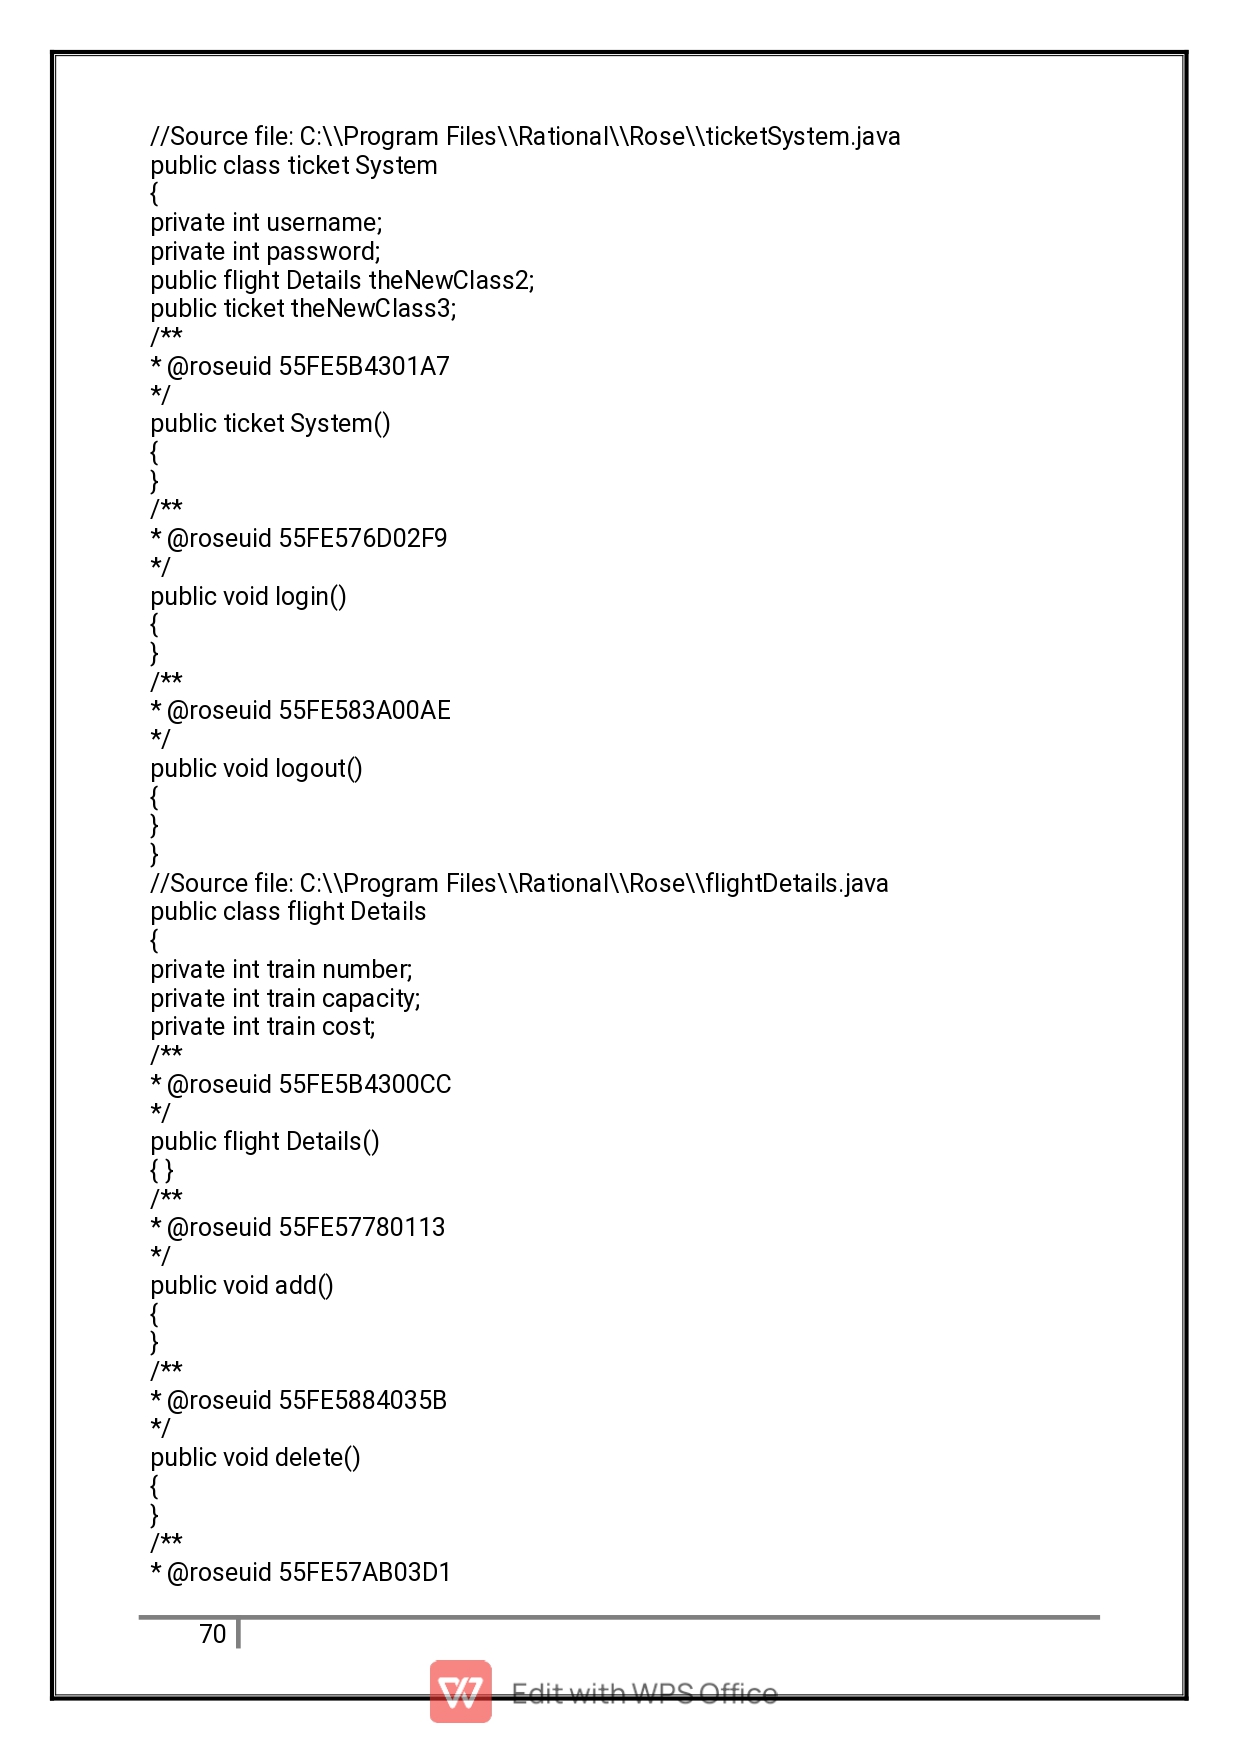 //Source file: C:\\Program Files\\Rational\\Rose\\ticketSystem.java
public class ticket System
{
private int username;
private int password;
public flight Details theNewClass2;
public ticket theNewClass3;
/**
* @roseuid 55FE5B4301A7
*/
public ticket System()
{
}
/**
* @roseuid 55FE576D02F9
*/
public void login()
{
}
/**
* @roseuid 55FE583A00AE
*/
public void logout()
{
}
}
//Source file: C:\\Program Files\\Rational\\Rose\\flightDetails.java
public class flight Details
{
private int train number;
private int train capacity;
private int train cost;
/**
* @roseuid 55FE5B4300CC
*/
public flight Details()
{ }
/**
* @roseuid 55FE57780113
*/
public void add()
{
}
/**
* @roseuid 55FE5884035B
*/
public void delete()
{
}
/**
* @roseuid 55FE57AB03D1
70
Edit with WPS Office